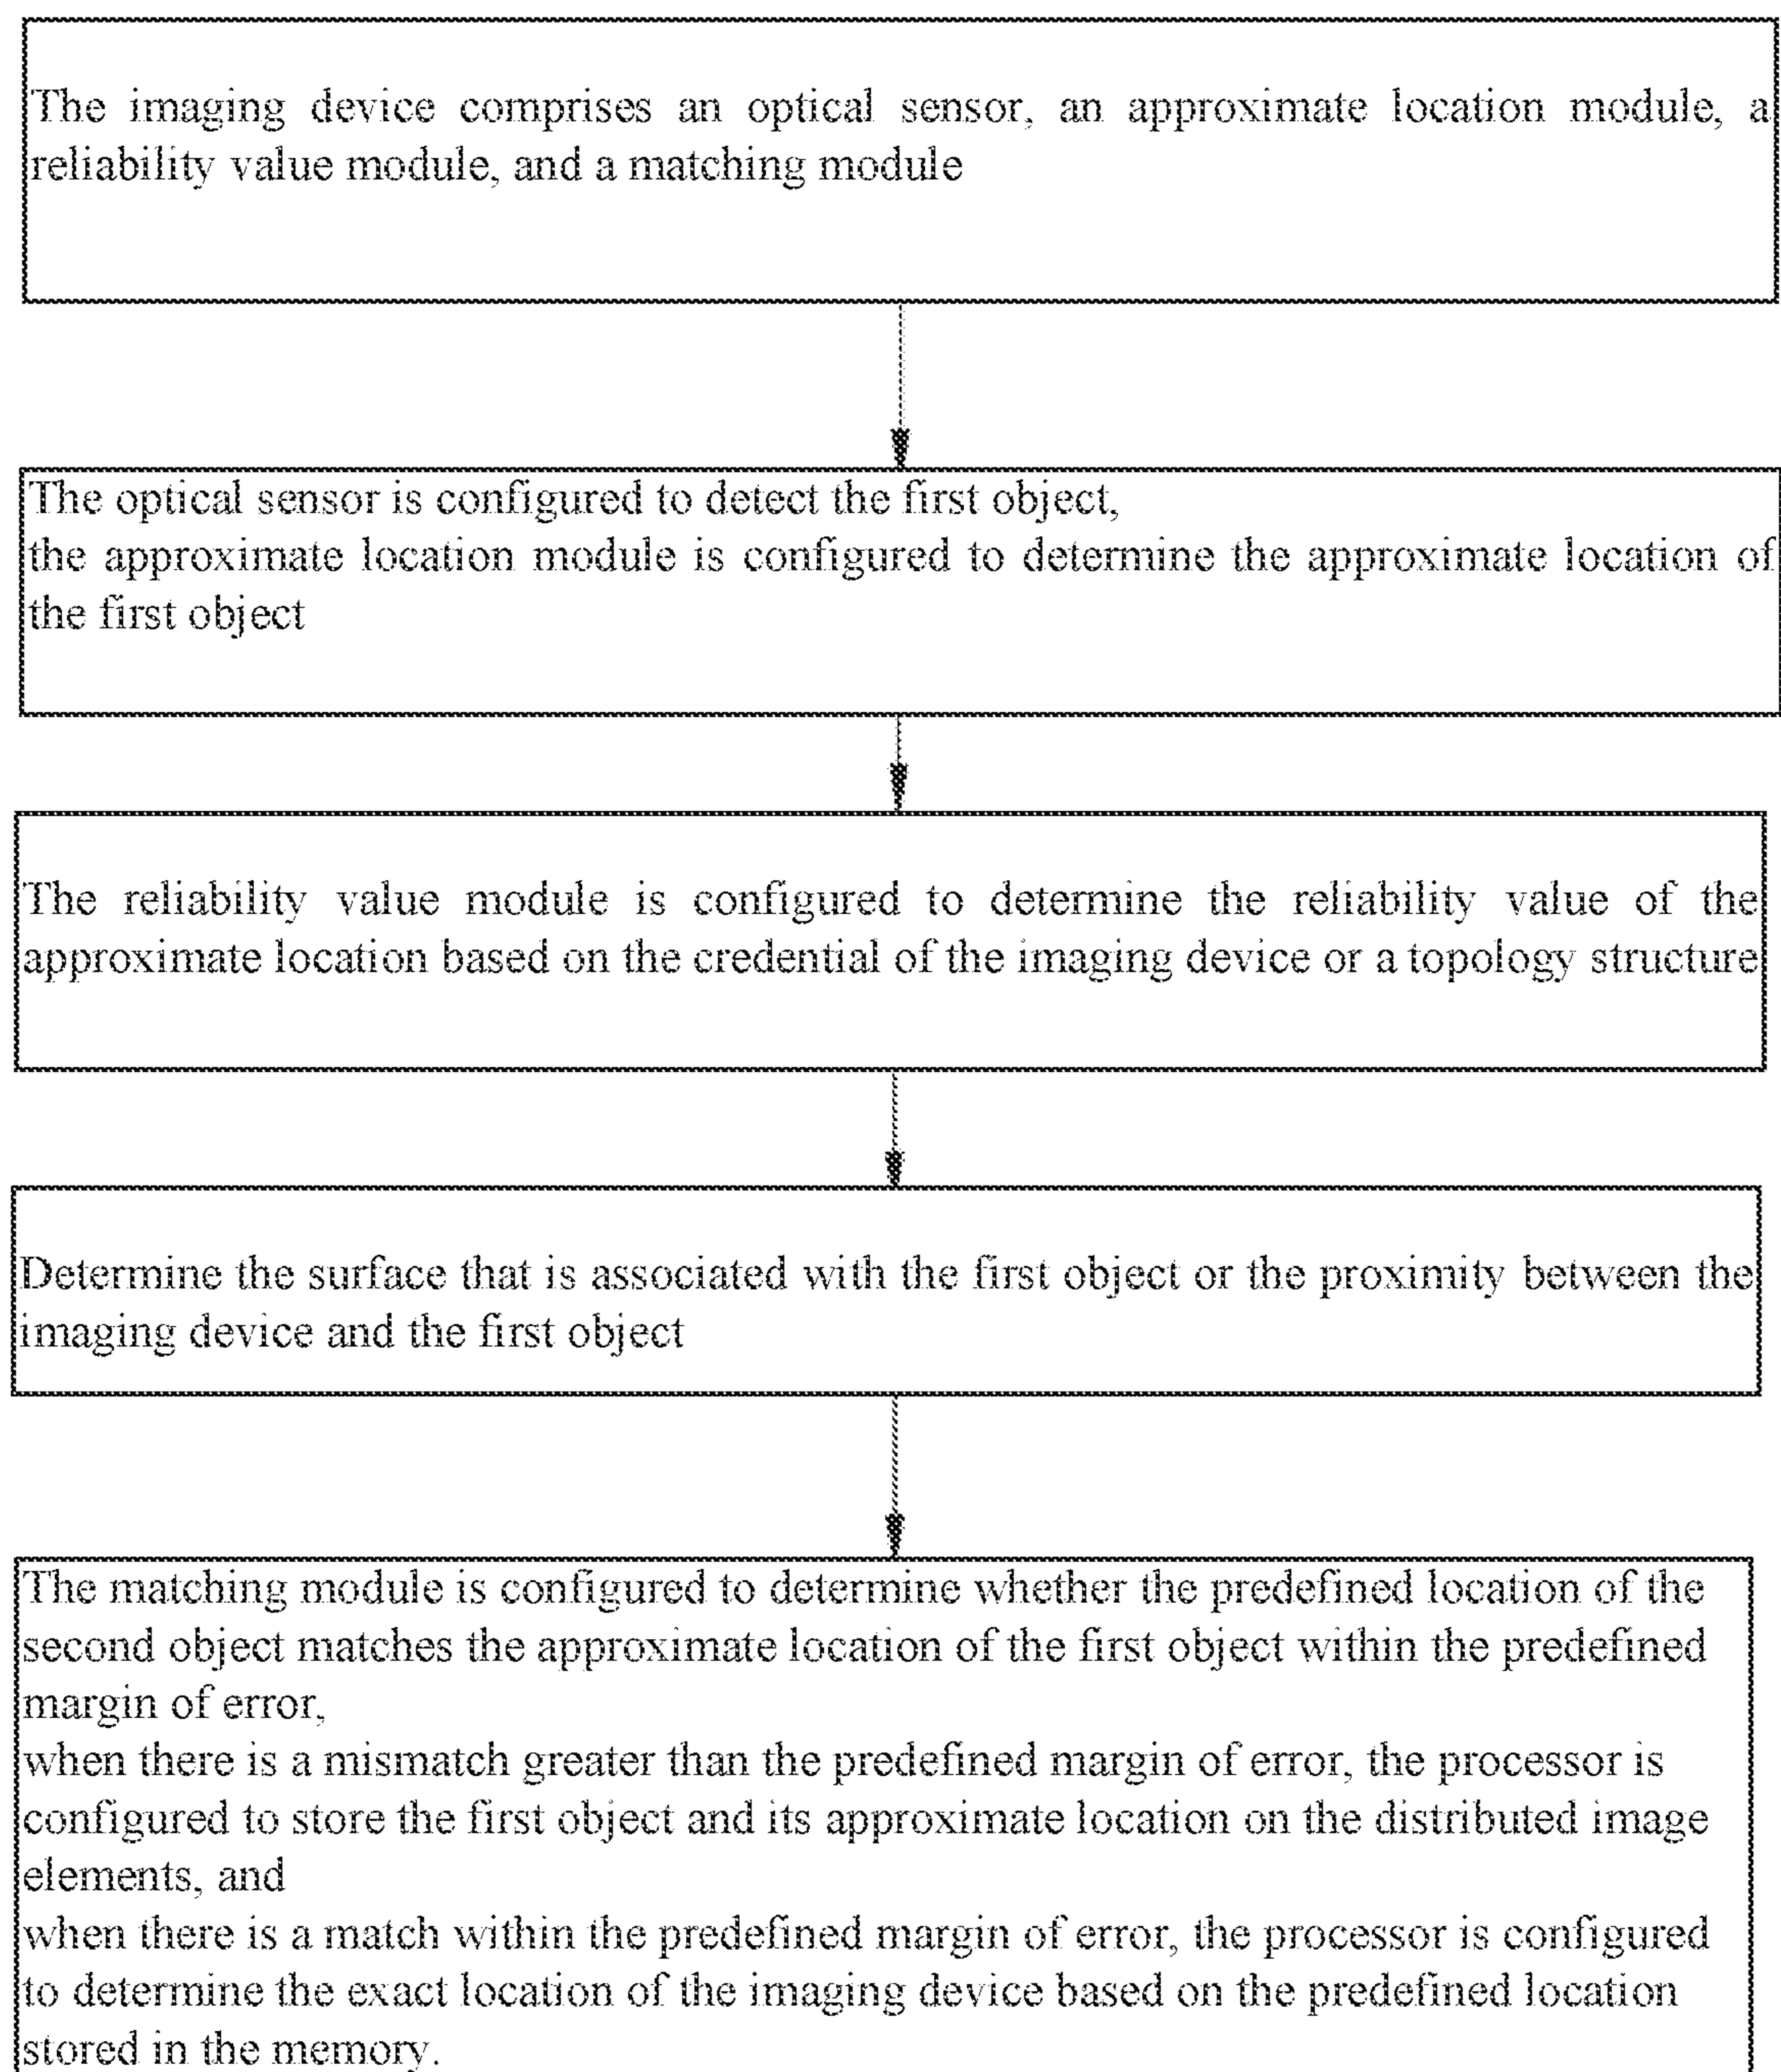 The imaging device comprises an optical sensor, an approximate location module, a
reliability value module, and a matching module
The optical sensor is configured to detect the first object,
the approximate location module is configured to determine the approximate location of
the first object
The reliability value module is configured to determine the reliability value of the
approximate location based on the credential of the imaging device or a topology structure
Determine the surface that is associated with the first object or the proximity between the
imaging device and the first object
The matching module is configured to determine whether the predefined location of the
second object matches the approximate location of the first object within the predefined
margin of error,
when there is a mismatch greater than the predefined margin of error, the processor is
configured to store the first object and its approximate location on the distributed image
elements, and
when there is a match within the predefined margin of error, the processor is configured
to determine the exact location of the imaging device based on the predefined location
stored in the memory.